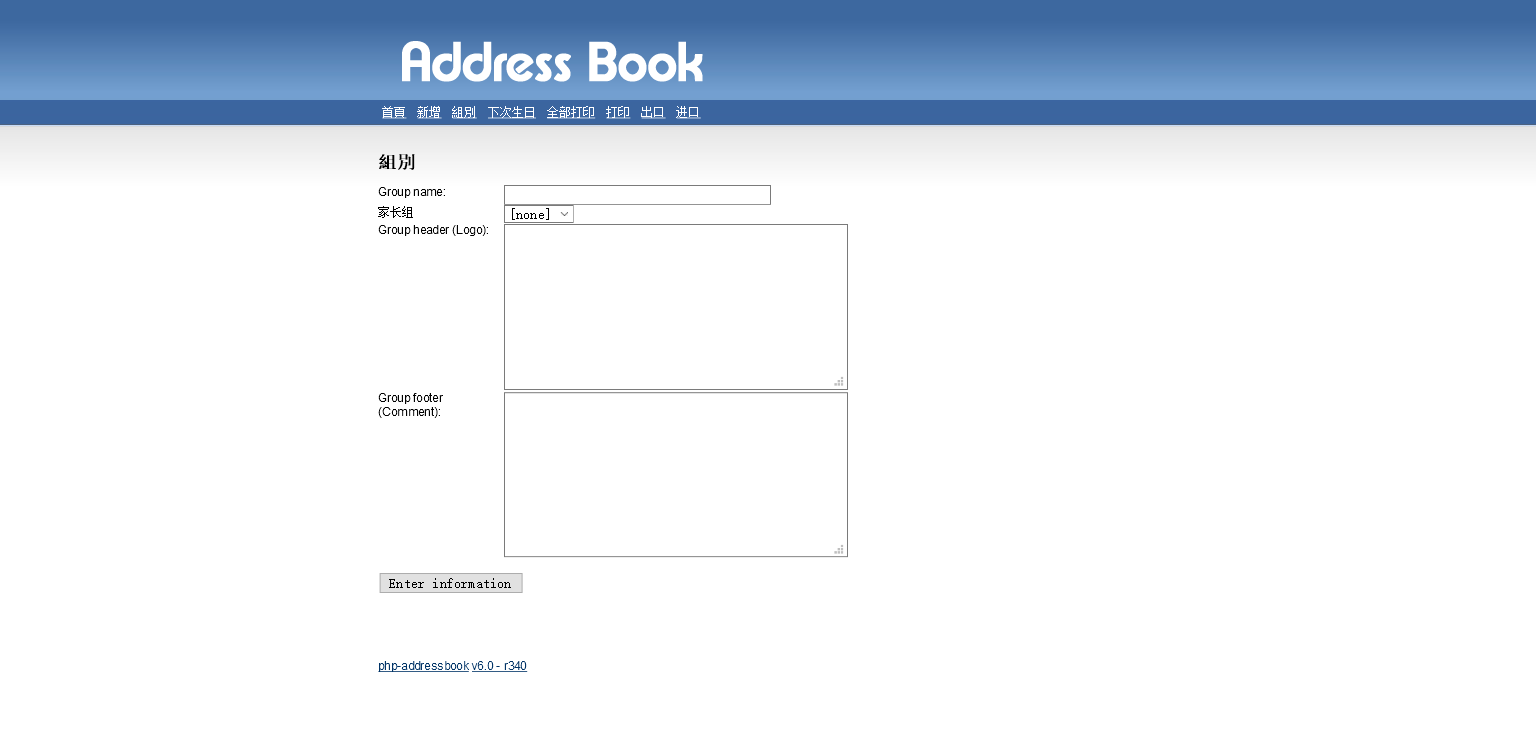 Address Book
首頁 新增 組別 下次生日 全部打印 打印 出口 进口
組別
Group name:
家长组 [none]
Group header (Logo):
Group footer
(Comment):
Enter information
php-addressbook v6.0 - r340